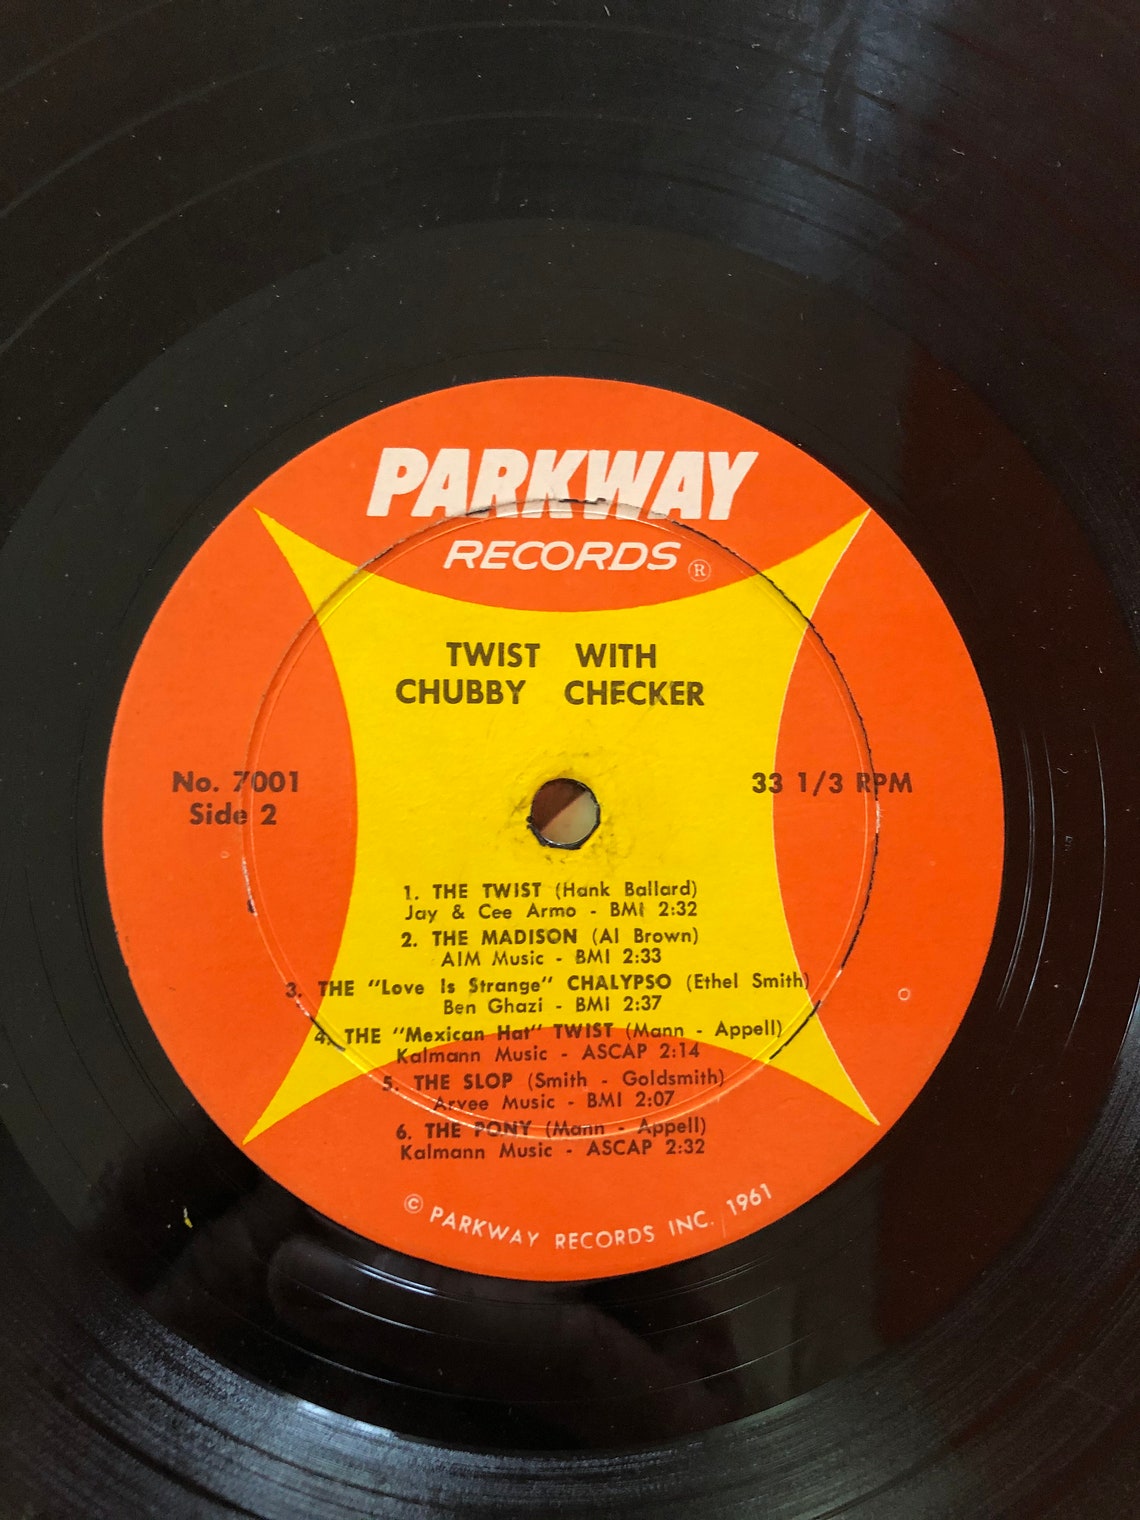 PARKWAY
RECORDS ®
TWIST WITH
CHUBBY CHECKER
No. 7001
Side 2
33 1/3 RPM
1. THE TWIST (Hank Ballard)
Jay & Cee Armo - BMI 2:32
2. THE MADISON (Al Brown)
AIM Music - BMI 2:33
3. THE "Love Is Strange" CHALYPSO (Ethel Smith)
Ben Ghazi - BMI 2:37
4. THE "Mexican Hat" TWIST (Mann - Appell)
Kalmann Music - ASCAP 2:14
5. THE SLOP (Smith - Goldsmith)
Arvee Music - BMI 2:07
6. THE PONY (Mann - Appell)
Kalmann Music - ASCAP 2:32
© PARKWAY RECORDS INC. 1961